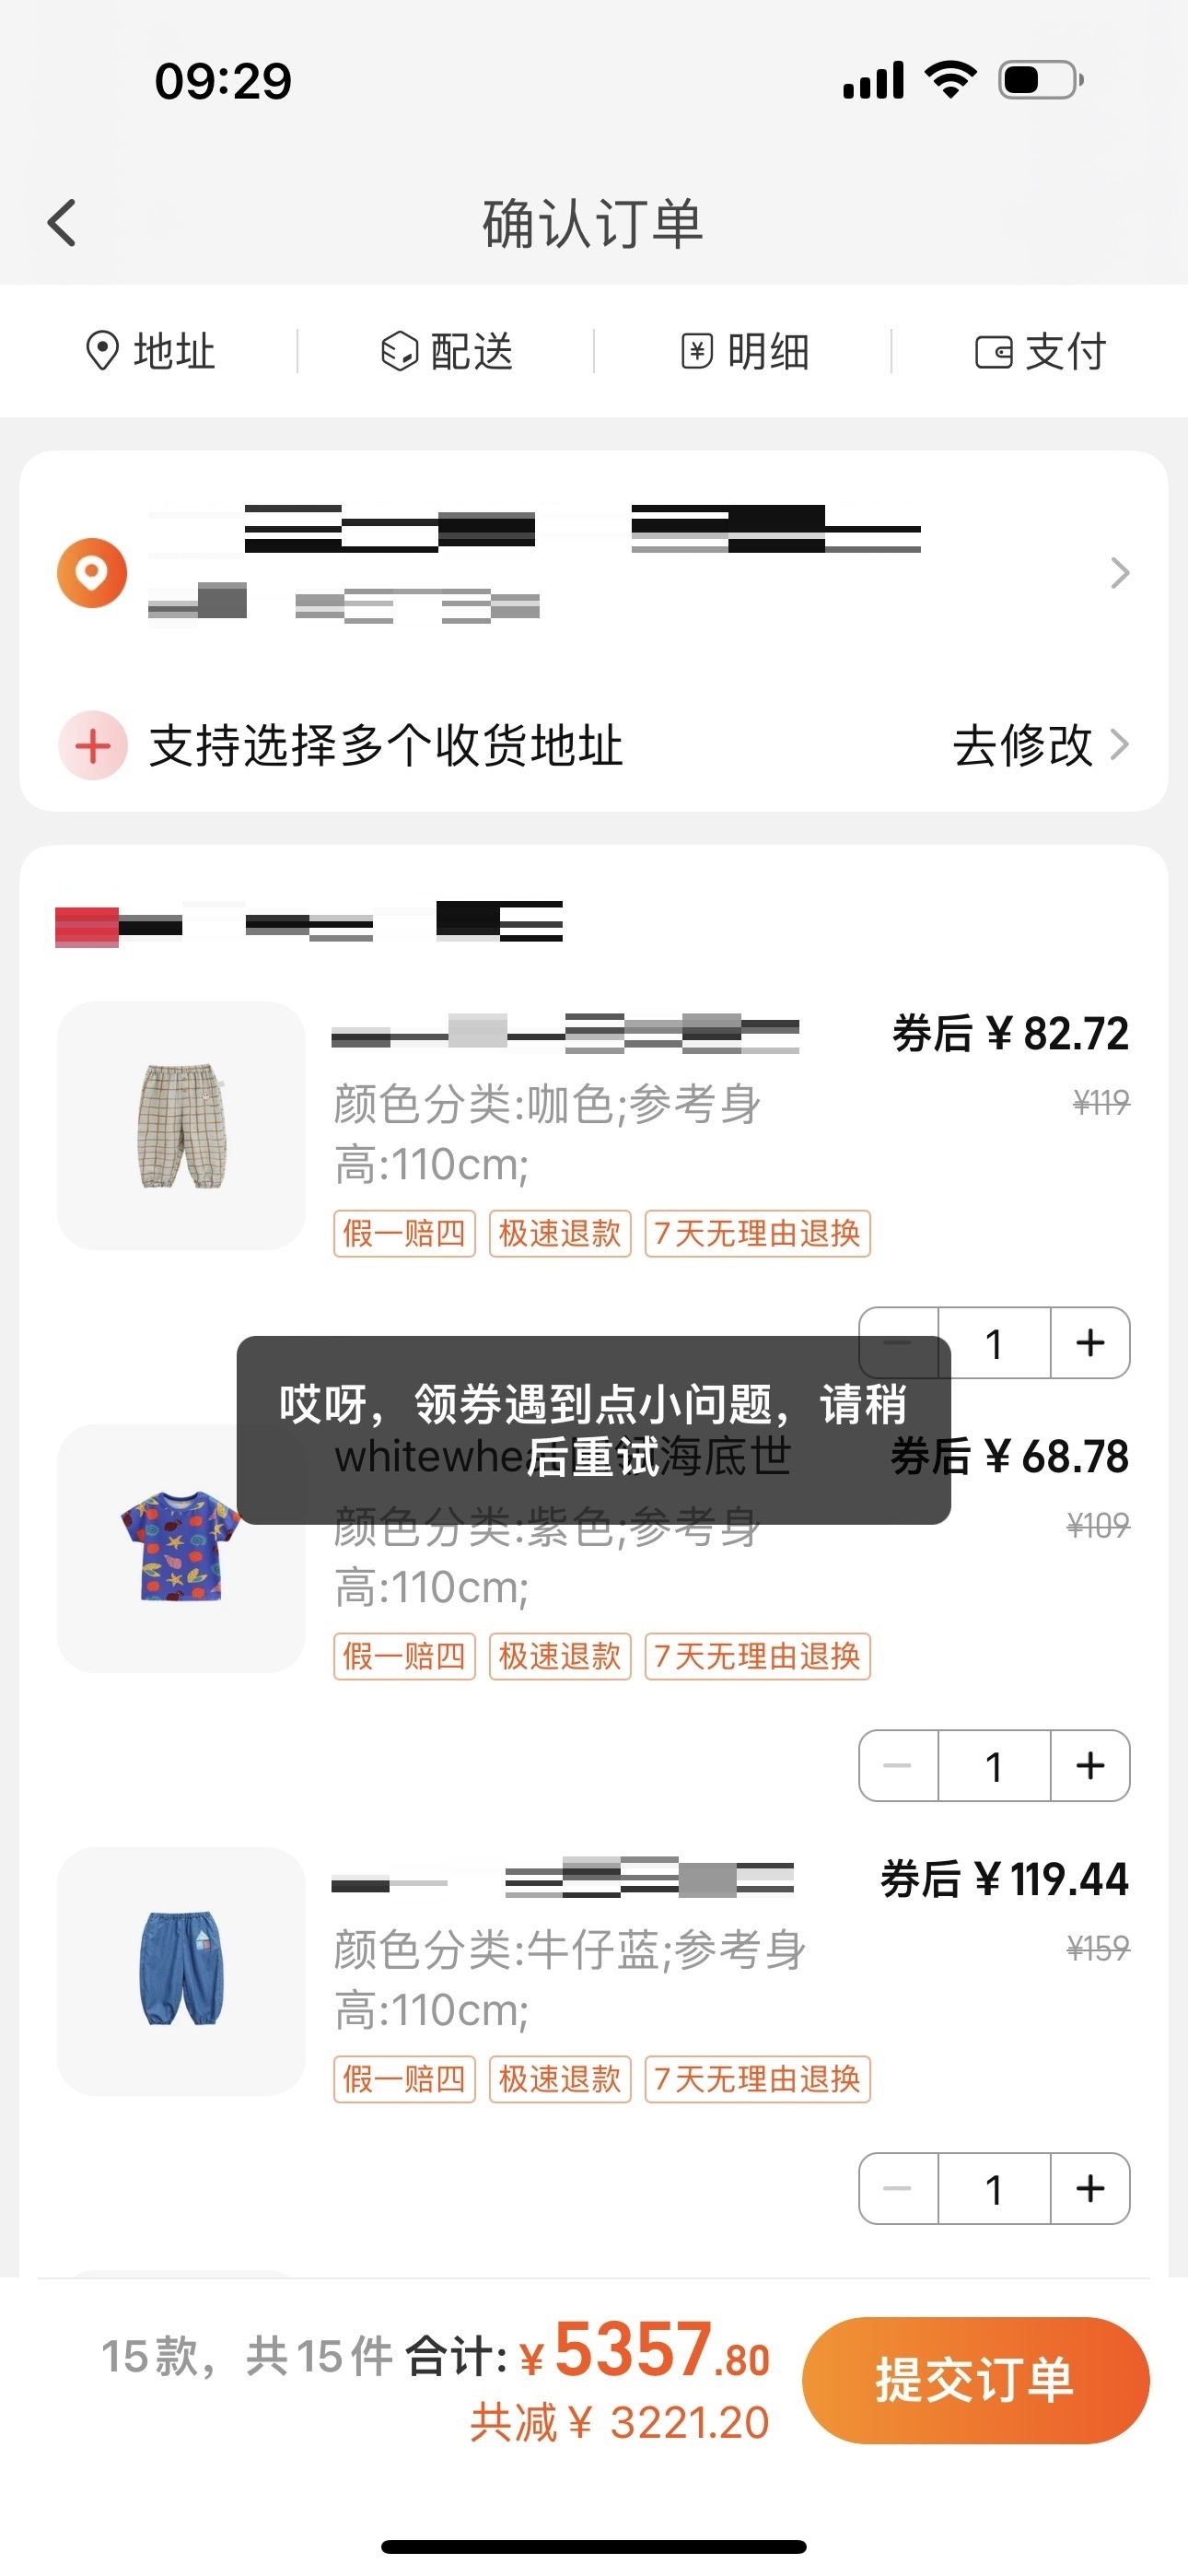 09:29
确认订单
地址
配送
¥ 明细
支付
支持选择多个收货地址 去修改
券后 ¥ 82.72
颜色分类:咖色;参考身 ¥119
高:110cm;
假一赔四 极速退款 7天无理由退换
1 +
哎呀，领券遇到点小问题，请稍
后重试
whitewheat 海底世 券后 ¥ 68.78
颜色分类:紫色;参考身 ¥109
高:110cm;
假一赔四 极速退款 7天无理由退换
— 1 +
券后 ¥ 119.44
颜色分类:牛仔蓝;参考身 ¥159
高:110cm;
假一赔四 极速退款 7天无理由退换
— 1 +
15款，共15件 合计: ¥ 5357.80
共减 ¥ 3221.20
提交订单